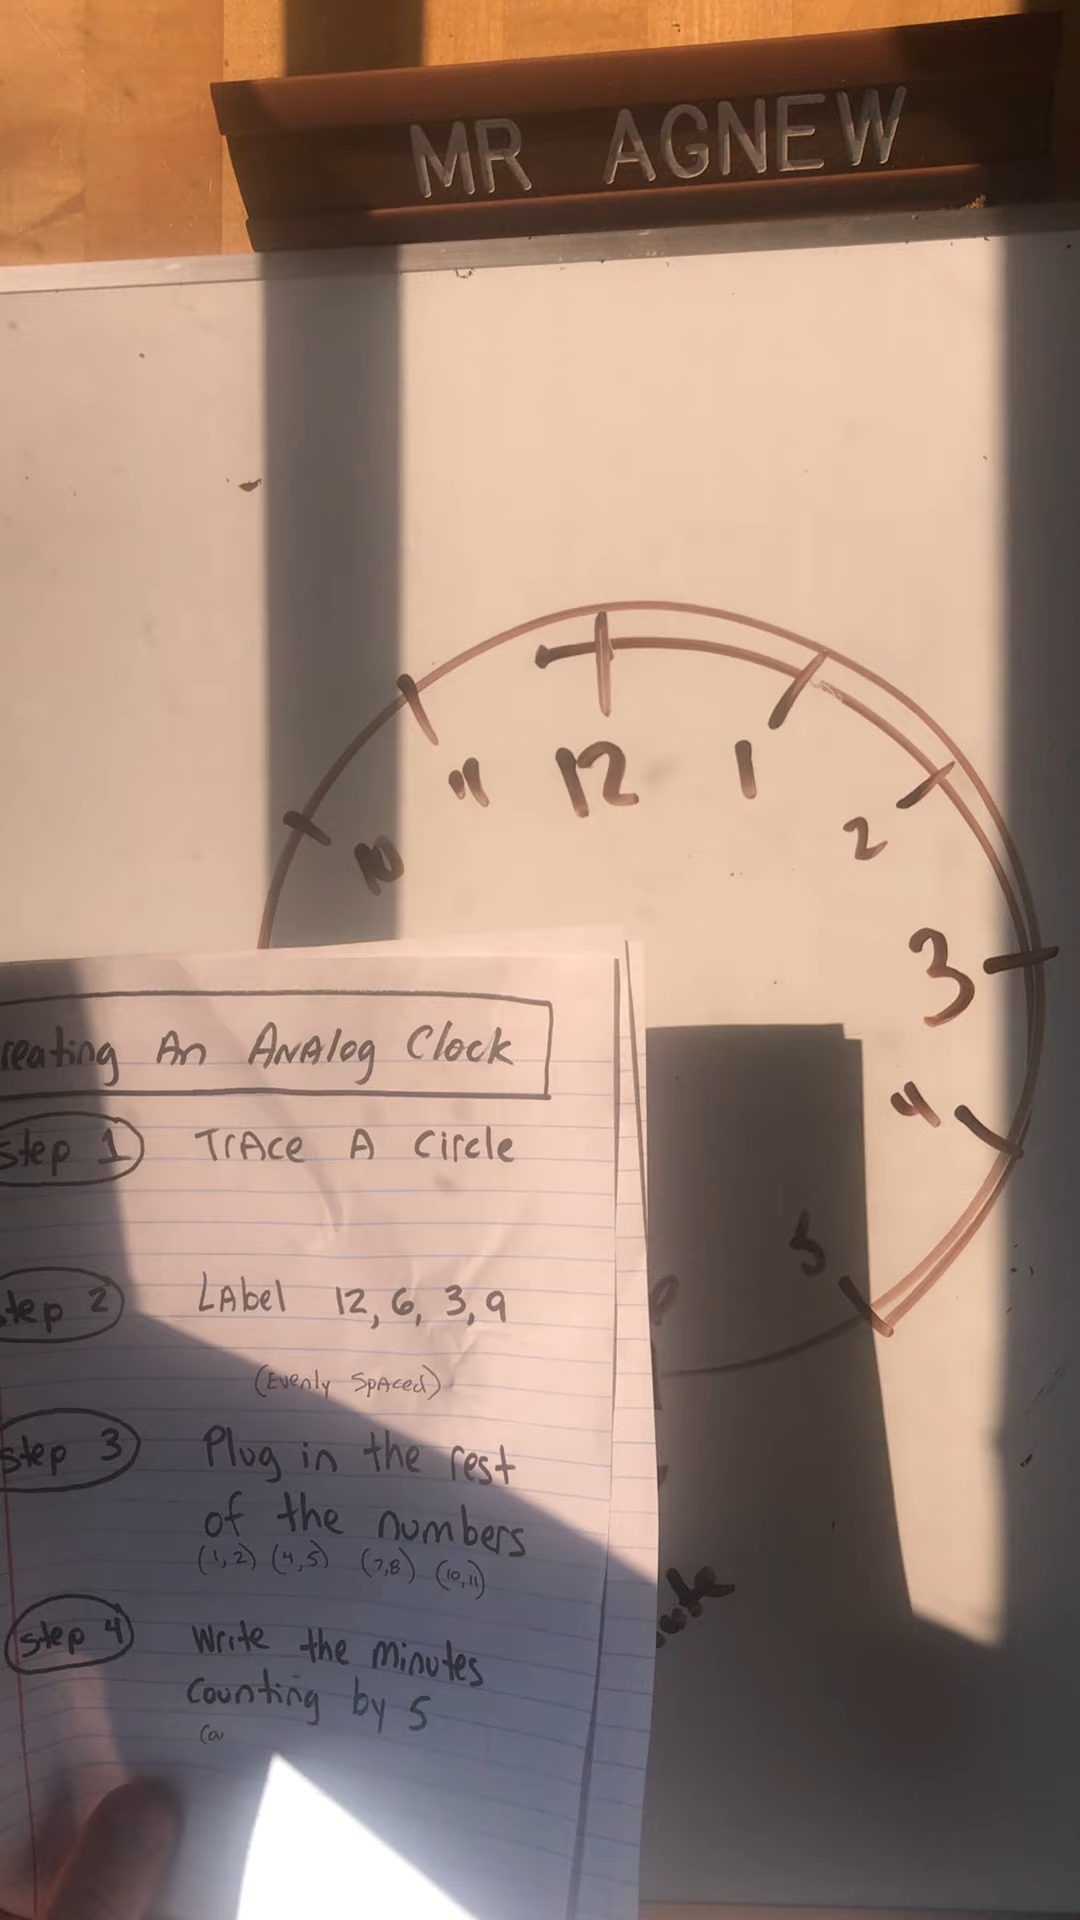 MR AGNEW
12
11
1
10
2
3
4
5
reating An Analog Clock
Step 1 Trace A Circle
tep 2 Label 12, 6, 3, 9
(Evenly Spaced)
Step 3 Plug in the rest
of the numbers
(1,2) (4,5) (7,8) (10,11)
Step 4 Write the minutes
Counting by 5